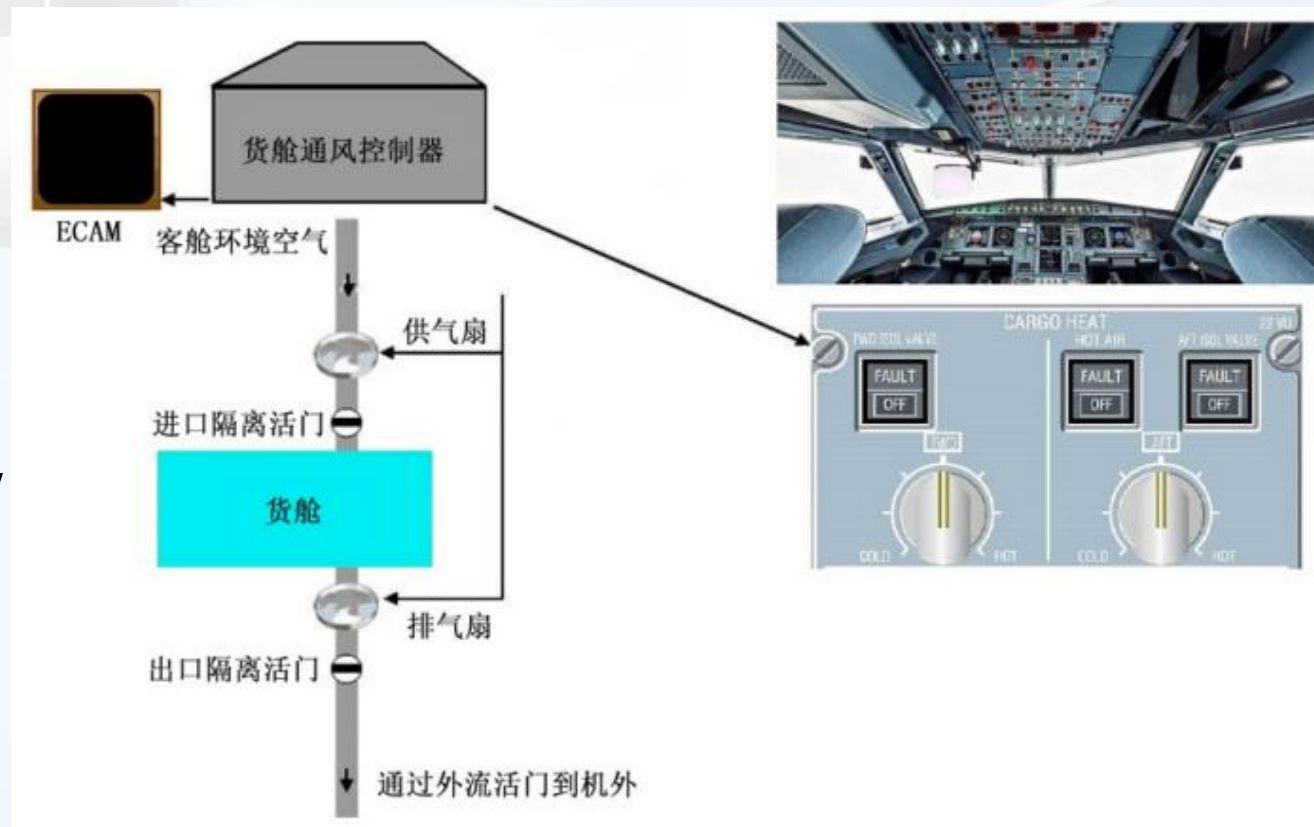 货舱通风控制器
ECAM
客舱环境空气
供气扇
进口隔离活门
货舱
排气扇
出口隔离活门
通过外流活门到机外
CARGO HEAT
22 VU
FWD ISOL VALVE
HOT AIR
AFT ISOL VALVE
FAULT
OFF
FAULT
OFF
FAULT
OFF
FWD
AFT
COLD
HOT
COLD
HOT